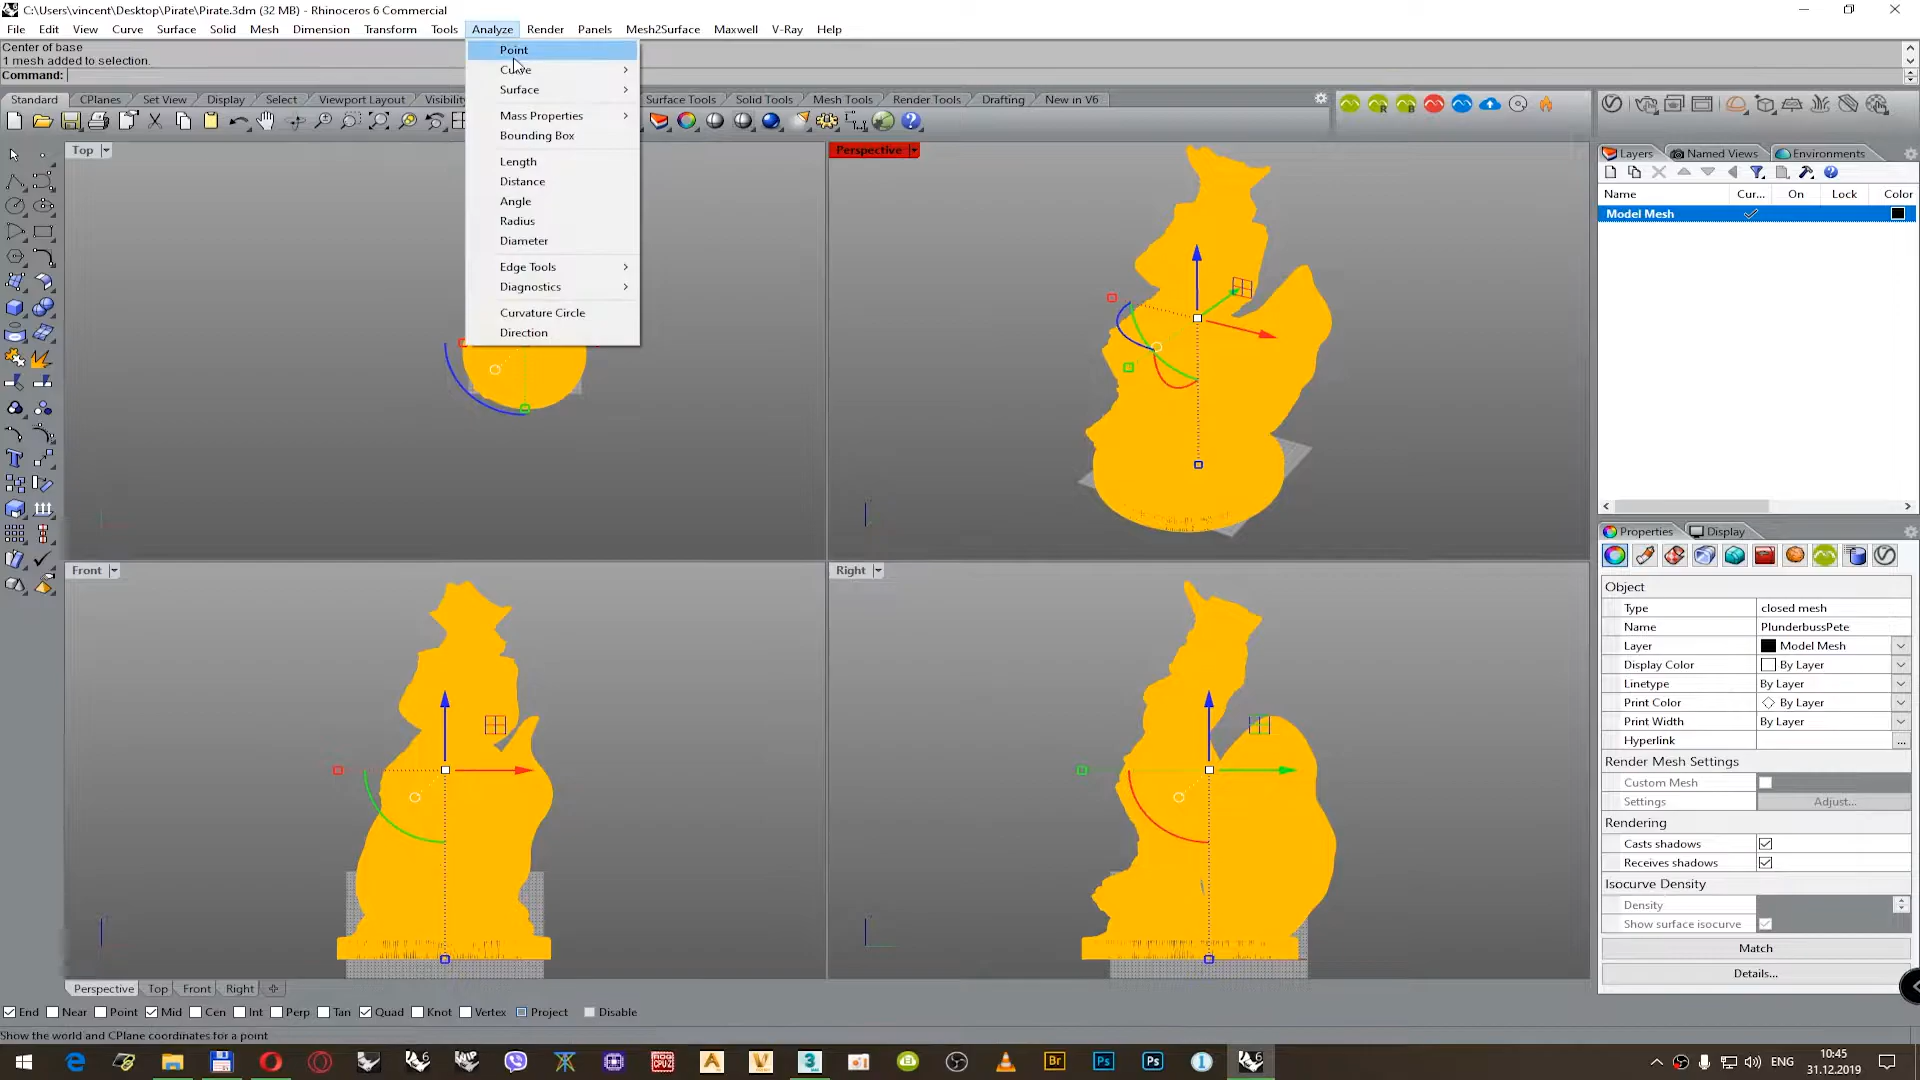 C:\Users\vincent\Desktop\Pirate\Pirate.3dm (32 MB) - Rhinoceros 6 Commercial
File Edit View Curve Surface Solid Mesh Dimension Transform Tools Analyze Render Panels Mesh2Surface Maxwell V-Ray Help
Center of base
1 mesh added to selection.
Command:
Standard CPlanes Set View Display Select Viewport Layout Visibility Surface Tools Solid Tools Mesh Tools Render Tools Drafting New in V6
Point
Curve
Surface
Mass Properties
Bounding Box
Length
Distance
Angle
Radius
Diameter
Edge Tools
Diagnostics
Curvature Circle
Direction
Top
Perspective
Front
Right
Layers Named Views Environments
Name Cur... On Lock Color
Model Mesh
Properties Display
Object
Type closed mesh
Name PlunderbussPete
Layer Model Mesh
Display Color By Layer
Linetype By Layer
Print Color By Layer
Print Width By Layer
Hyperlink ...
Render Mesh Settings
Custom Mesh
Settings Adjust...
Rendering
Casts shadows
Receives shadows
Isocurve Density
Density
Show surface isocurve
Match
Details...
Perspective Top Front Right
End Near Point Mid Cen Int Perp Tan Quad Knot Vertex Project Disable
Show the world and CPlane coordinates for a point
ENG
10:45
31.12.2019